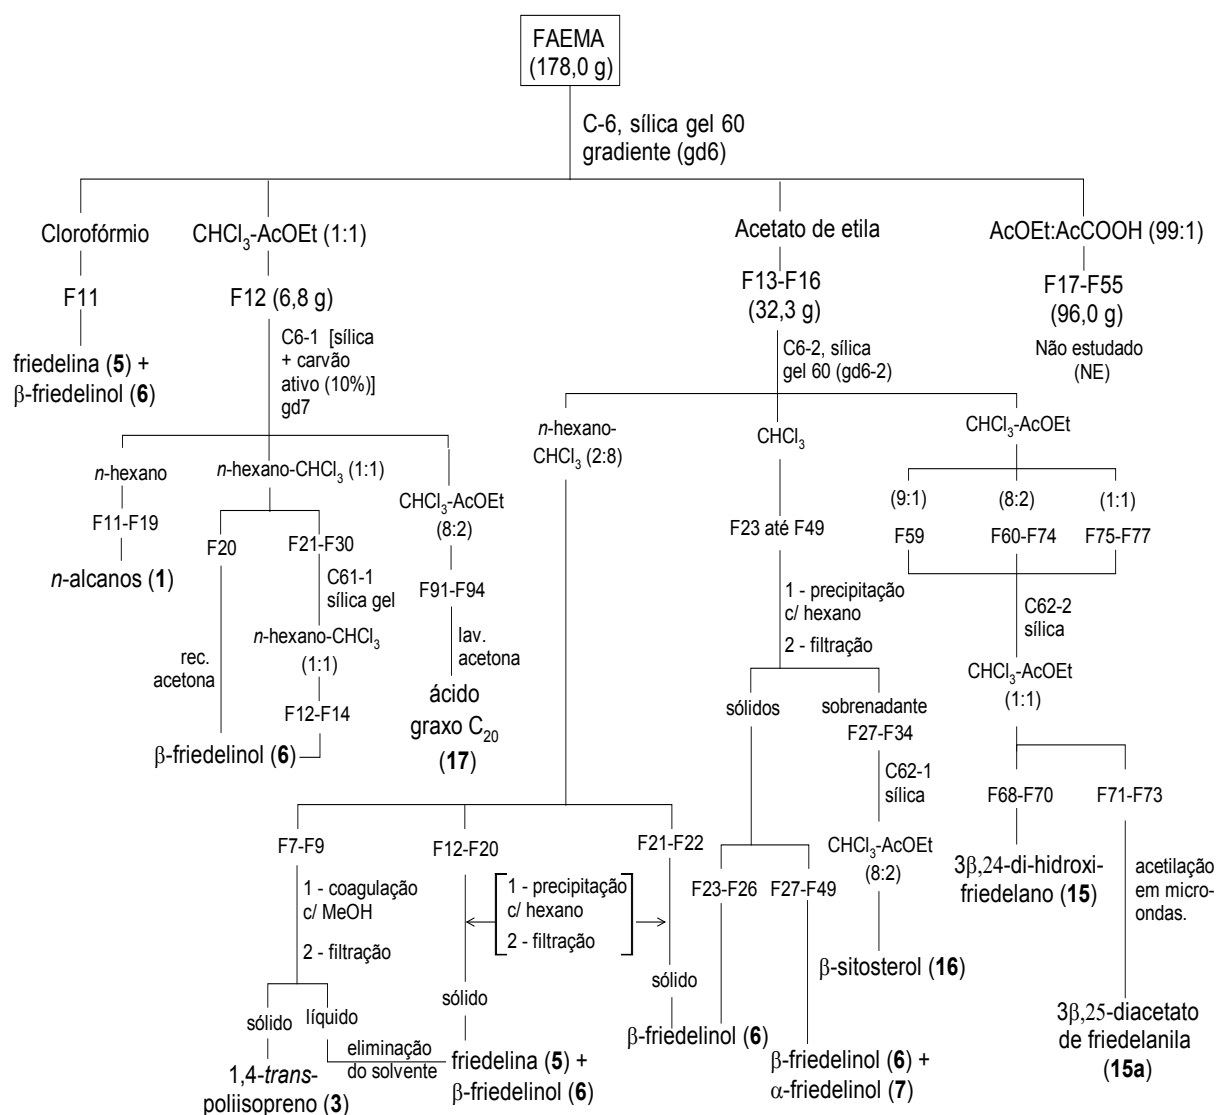 FAEMA
(178,0 g)
C-6, sílica gel 60
gradiente (gd6)
Clorofórmio
F11
friedelina (5) +
β-friedelinol (6)
CHCl3-AcOEt (1:1)
F12 (6,8 g)
C6-1 [sílica
+ carvão
ativo (10%)]
gd7
Acetato de etila
F13-F16
(32,3 g)
C6-2, sílica
gel 60 (gd6-2)
AcOEt:AcCOOH (99:1)
F17-F55
(96,0 g)
Não estudado
(NE)
n-hexano
F11-F19
n-alcanos (1)
n-hexano-CHCl3 (1:1)
F20
rec.
acetona
F21-F30
C61-1
sílica gel
n-hexano-CHCl3
(1:1)
F12-F14
β-friedelinol (6)
CHCl3-AcOEt
(8:2)
F91-F94
lav.
acetona
ácido
graxo C20
(17)
n-hexano-
CHCl3 (2:8)
F7-F9
1 - coagulação
c/ MeOH
2 - filtração
sólido
líquido
1,4-trans-
poliisopreno (3)
eliminação
do solvente
F12-F20
1 - precipitação
c/ hexano
2 - filtração
sólido
friedelina (5) +
β-friedelinol (6)
F21-F22
sólido
β-friedelinol (6)
CHCl3
F23 até F49
1 - precipitação
c/ hexano
2 - filtração
sólidos
F23-F26
F27-F49
β-friedelinol (6) +
α-friedelinol (7)
sobrenadante
F27-F34
C62-1
sílica
CHCl3-AcOEt
(8:2)
β-sitosterol (16)
CHCl3-AcOEt
(9:1)
(8:2)
(1:1)
F59
F60-F74
F75-F77
C62-2
sílica
CHCl3-AcOEt
(1:1)
F68-F70
3β,24-di-hidroxi-
friedelano (15)
F71-F73
acetilação
em micro-
ondas.
3β,25-diacetato
de friedelanila
(15a)